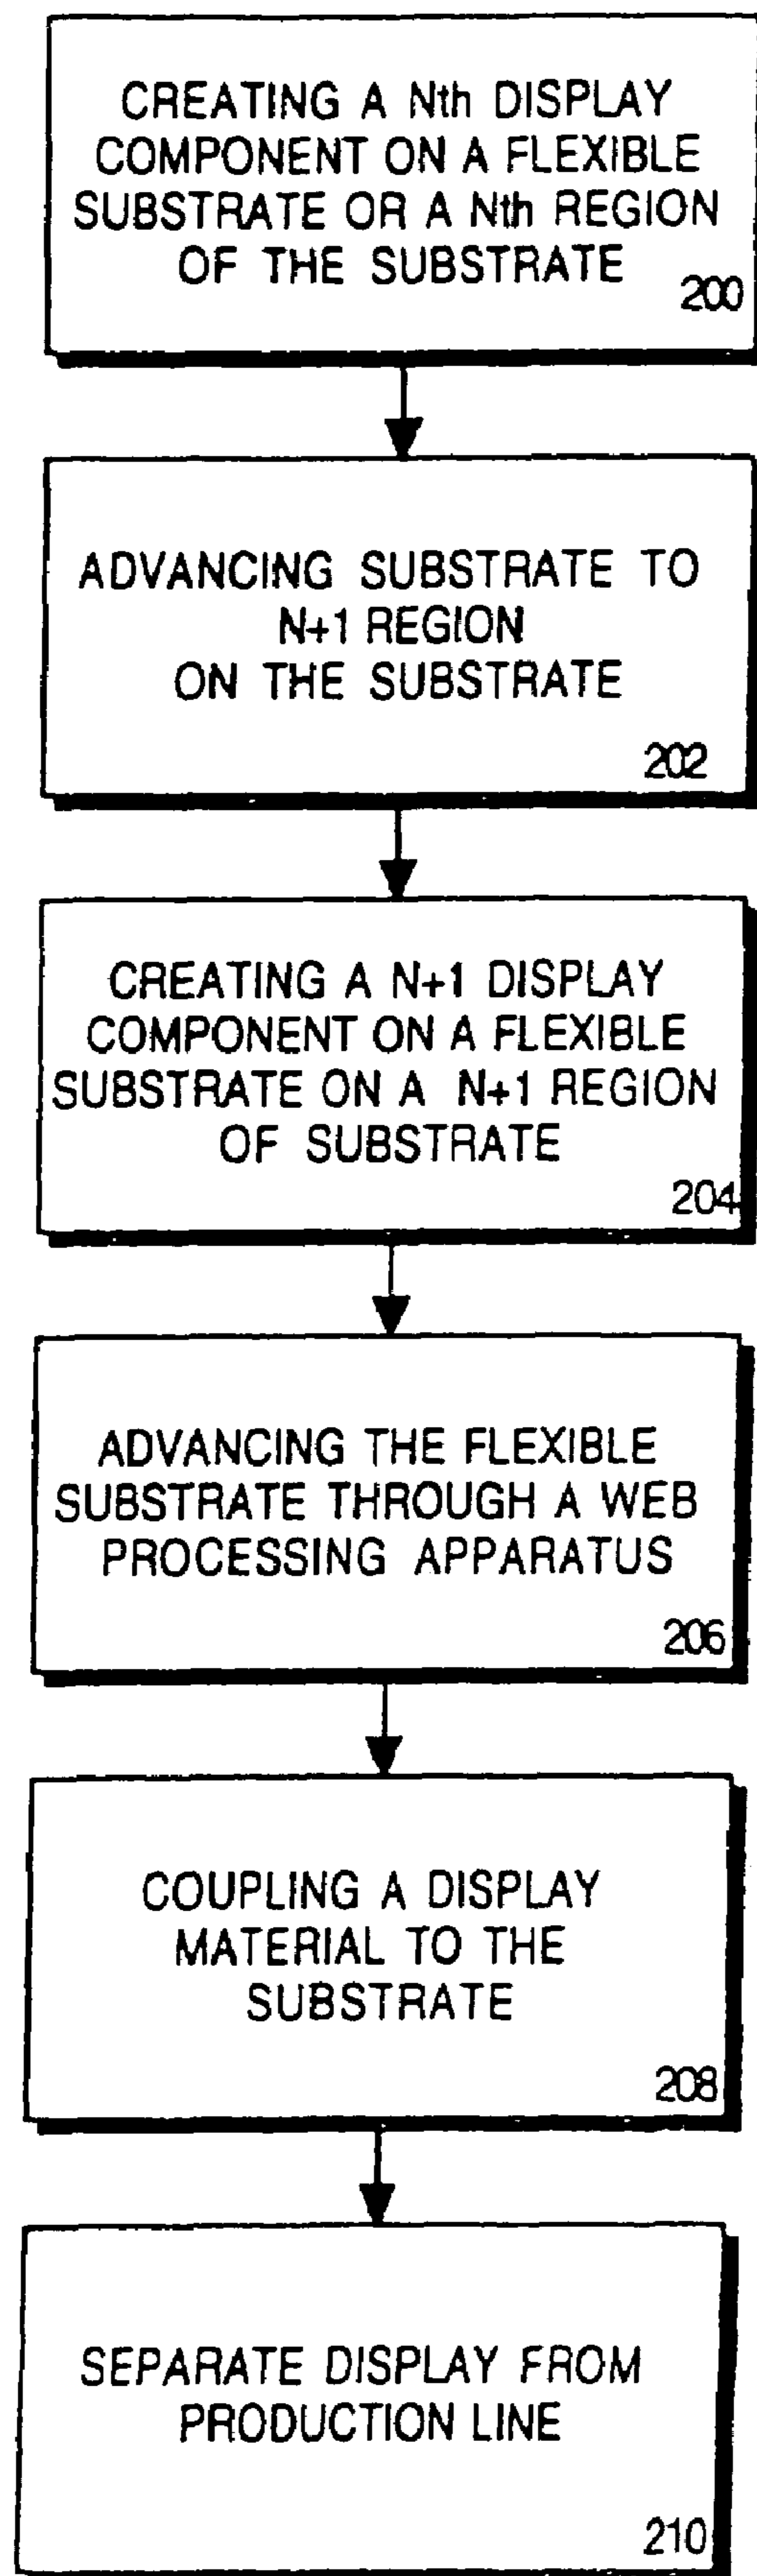 CREATING A Nth DISPLAY
COMPONENT ON A FLEXIBLE
SUBSTRATE OR A Nth REGION
OF THE SUBSTRATE
200
ADVANCING SUBSTRATE TO
N+1 REGION
ON THE SUBSTRATE
202
CREATING A N+1 DISPLAY
COMPONENT ON A FLEXIBLE
SUBSTRATE ON A N+1 REGION
OF SUBSTRATE
204
ADVANCING THE FLEXIBLE
SUBSTRATE THROUGH A WEB
PROCESSING APPARATUS
206
COUPLING A DISPLAY
MATERIAL TO THE
SUBSTRATE
208
SEPARATE DISPLAY FROM
PRODUCTION LINE
210